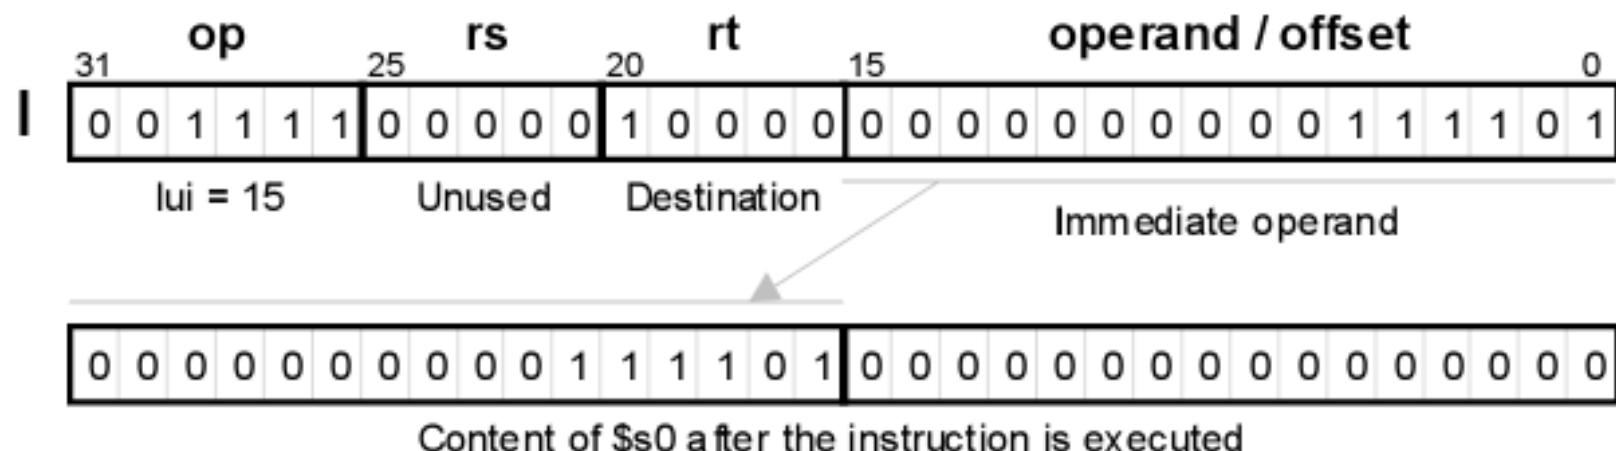 op rs rt operand / offset
31 25 20 15 0
I 0 0 1 1 1 1 0 0 0 0 0 1 0 0 0 0 0 0 0 0 0 0 0 0 0 0 1 1 1 1 0 1
lui = 15 Unused Destination
Immediate operand
0 0 0 0 0 0 0 0 0 0 1 1 1 1 0 1 0 0 0 0 0 0 0 0 0 0 0 0 0 0 0 0
Content of $s0 after the instruction is executed